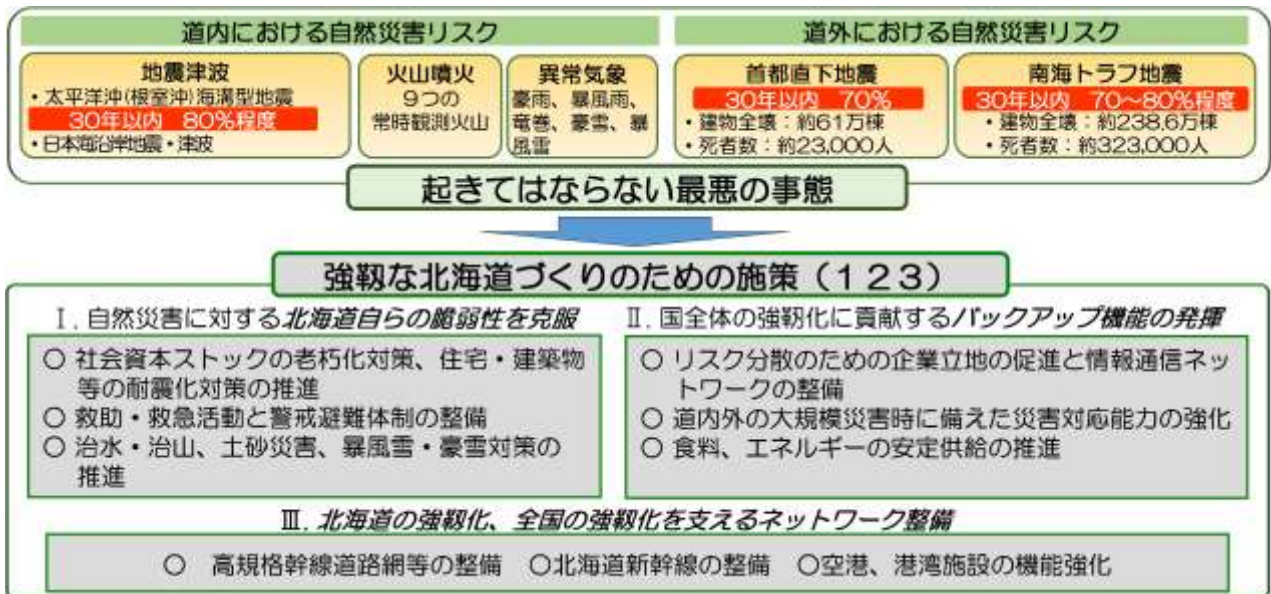 道内における自然災害リスク
地震津波
・太平洋沖(根室沖)海溝型地震
30年以内 80%程度
・日本海沿岸地震・津波
火山噴火
9つの
常時観測火山
異常気象
豪雨、暴風雨、
竜巻、豪雪、暴
風雪
道外における自然災害リスク
首都直下地震
30年以内 70%
・建物全壊：約61万棟
・死者数：約23,000人
南海トラフ地震
30年以内 70～80%程度
・建物全壊：約238.6万棟
・死者数：約323,000人
起きてはならない最悪の事態
強靱な北海道づくりのための施策（１２３）
Ⅰ. 自然災害に対する北海道自らの脆弱性を克服
○ 社会資本ストックの老朽化対策、住宅・建築物
等の耐震化対策の推進
○ 救助・救急活動と警戒避難体制の整備
○ 治水・治山、土砂災害、暴風雪・豪雪対策の
推進
Ⅱ. 国全体の強靱化に貢献するバックアップ機能の発揮
○ リスク分散のための企業立地の促進と情報通信ネッ
トワークの整備
○ 道内外の大規模災害時に備えた災害対応能力の強化
○ 食料、エネルギーの安定供給の推進
Ⅲ. 北海道の強靱化、全国の強靱化を支えるネットワーク整備
○ 高規格幹線道路網等の整備 ○北海道新幹線の整備 ○空港、港湾施設の機能強化